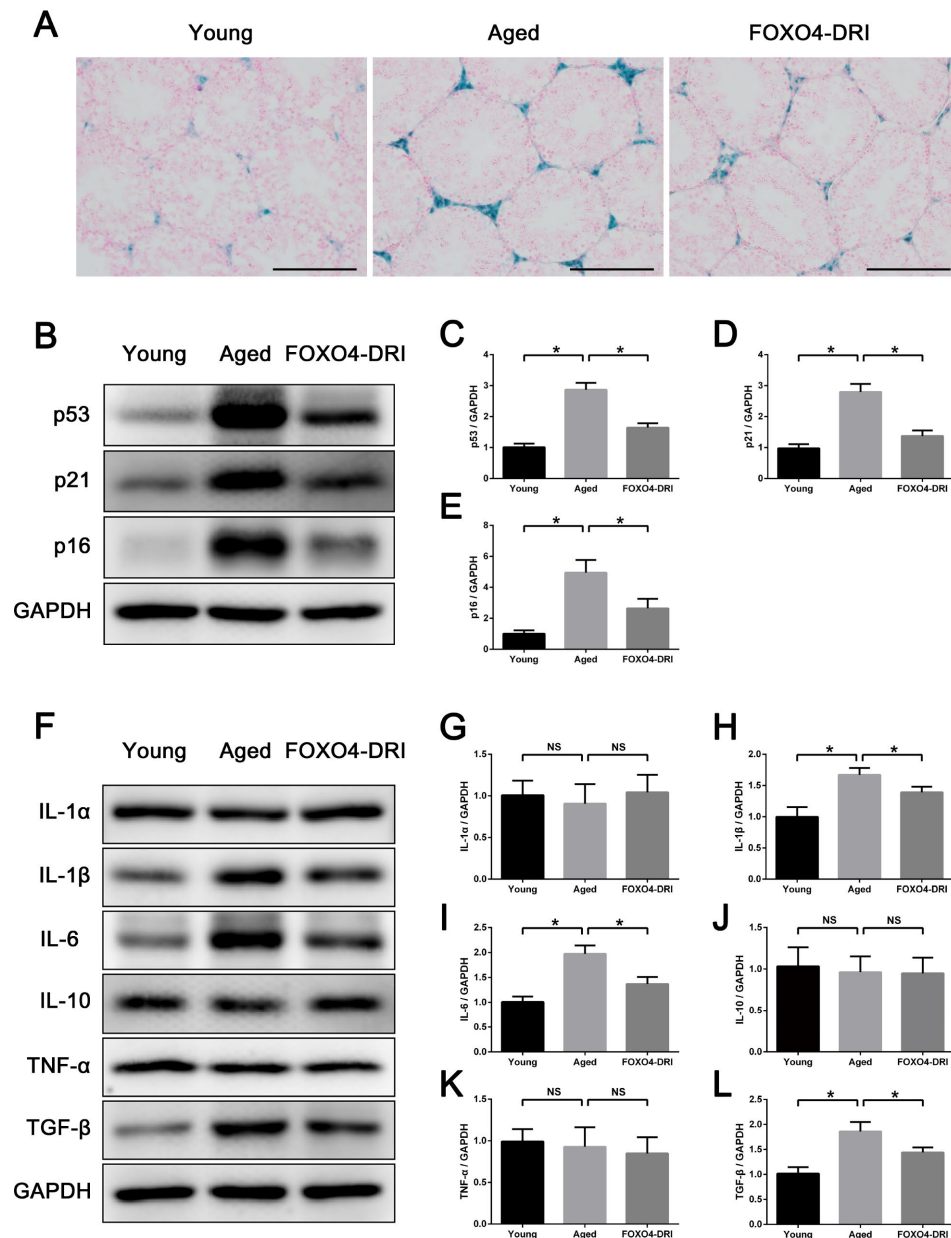 A
Young
Aged
FOXO4-DRI
B
Young
Aged
FOXO4-DRI
p53
p21
p16
GAPDH
C
p53 / GAPDH
4
3
2
1
0
*
*
Young
Aged
FOXO4-DRI
D
p21 / GAPDH
4
3
2
1
0
*
*
Young
Aged
FOXO4-DRI
E
p16 / GAPDH
8
6
4
2
0
*
*
Young
Aged
FOXO4-DRI
F
Young
Aged
FOXO4-DRI
IL-1α
IL-1β
IL-6
IL-10
TNF-α
TGF-β
GAPDH
G
IL-1α / GAPDH
1.5
1.0
0.5
0.0
NS
NS
Young
Aged
FOXO4-DRI
H
IL-1β / GAPDH
2.0
1.5
1.0
0.5
0.0
*
*
Young
Aged
FOXO4-DRI
I
IL-6 / GAPDH
2.5
2.0
1.5
1.0
0.5
0.0
*
*
Young
Aged
FOXO4-DRI
J
IL-10 / GAPDH
1.5
1.0
0.5
0.0
NS
NS
Young
Aged
FOXO4-DRI
K
TNF-α / GAPDH
1.5
1.0
0.5
0.0
NS
NS
Young
Aged
FOXO4-DRI
L
TGF-β / GAPDH
2.5
2.0
1.5
1.0
0.5
0.0
*
*
Young
Aged
FOXO4-DRI